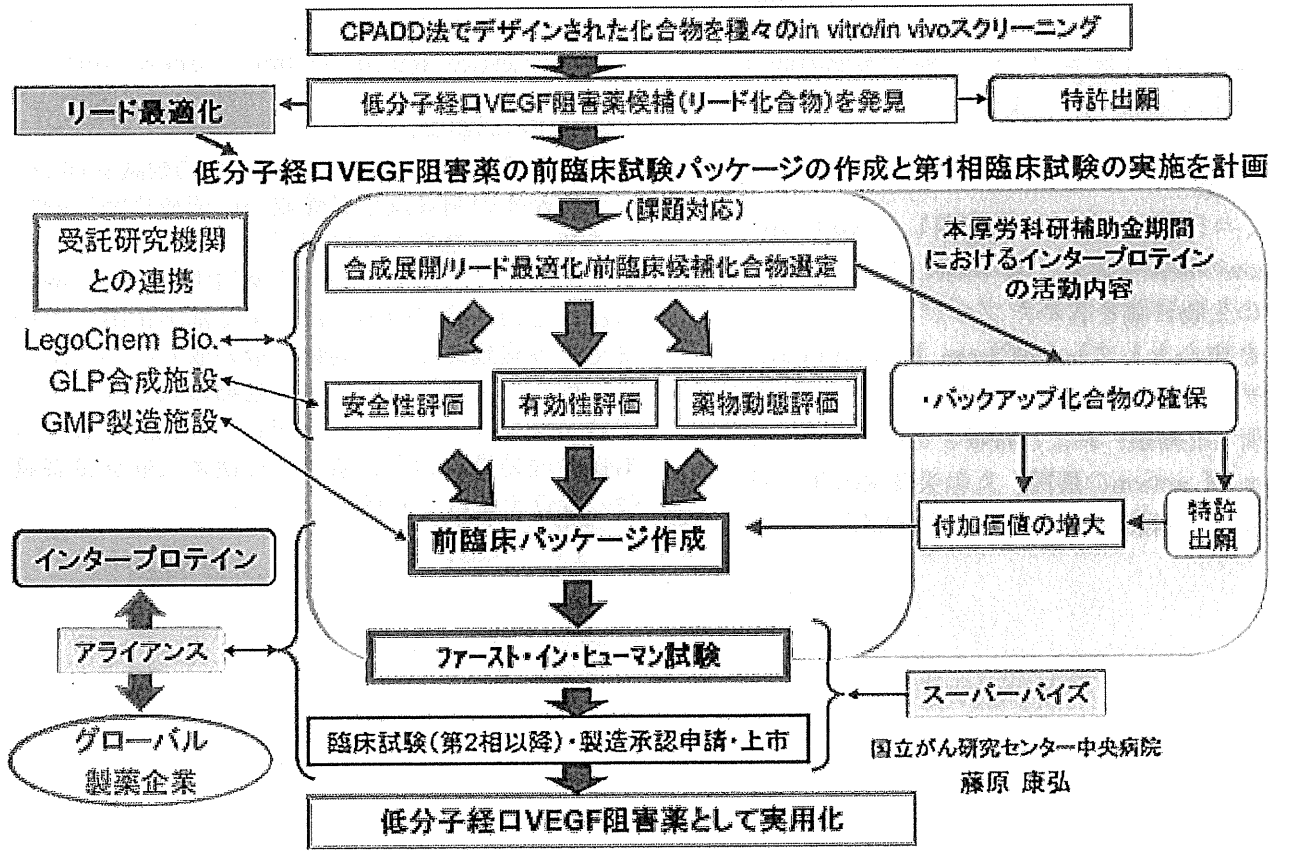 CPADD法でデザインされた化合物を種々のin vitro/in vivoスクリーニング
リード最適化
低分子経口VEGF阻害薬候補(リード化合物)を発見
特許出願
低分子経口VEGF阻害薬の前臨床試験パッケージの作成と第1相臨床試験の実施を計画
(課題対応)
受託研究機関
との連携
合成展開/リード最適化/前臨床候補化合物選定
本厚労科研補助金期間
におけるインタープロテイン
の活動内容
LegoChem Bio.
GLP合成施設
GMP製造施設
安全性評価
有効性評価
薬物動態評価
・バックアップ化合物の確保
前臨床パッケージ作成
付加価値の増大
特許
出願
インタープロテイン
アライアンス
グローバル
製薬企業
ファースト・イン・ヒューマン試験
スーパーバイズ
臨床試験(第2相以降)・製造承認申請・上市
国立がん研究センター中央病院
藤原 康弘
低分子経口VEGF阻害薬として実用化